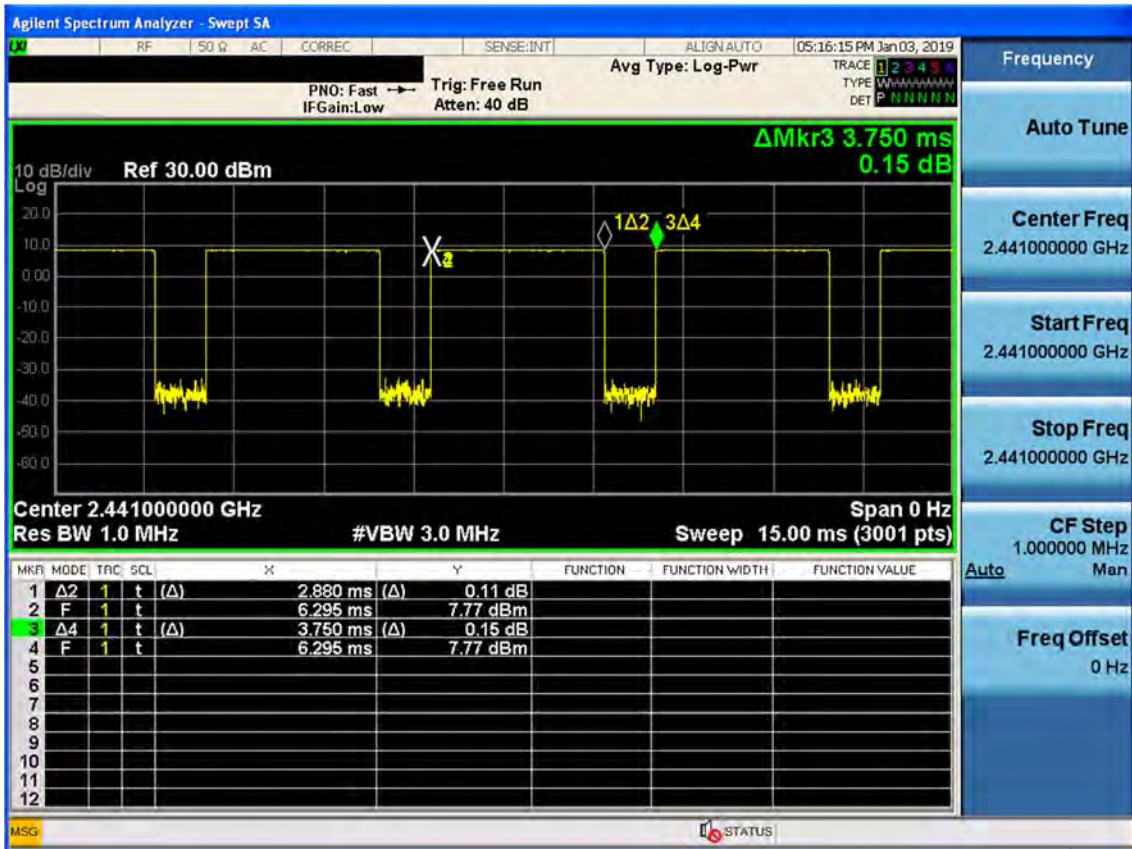 Agilent Spectrum Analyzer - Swept SA
LXI RF 50 Ω AC CORREC SENSE:INT ALIGN AUTO 05:16:15 PM Jan 03, 2019
PNO: Fast
IFGain:Low
Trig: Free Run
Atten: 40 dB
Avg Type: Log-Pwr
TRACE 1 2 3 4 5 6
TYPE
DET P N N N N N
ΔMkr3 3.750 ms
0.15 dB
10 dB/div Ref 30.00 dBm
Log
20.0
10.0
0.00
-10.0
-20.0
-30.0
-40.0
-50.0
-60.0
1Δ2 3Δ4
Center 2.441000000 GHz Span 0 Hz
Res BW 1.0 MHz #VBW 3.0 MHz Sweep 15.00 ms (3001 pts)
MKR MODE TRC SCL X Y FUNCTION FUNCTION WIDTH FUNCTION VALUE
1 Δ2 1 t (Δ) 2.880 ms (Δ) 0.11 dB
2 F 1 t 6.295 ms 7.77 dBm
3 Δ4 1 t (Δ) 3.750 ms (Δ) 0.15 dB
4 F 1 t 6.295 ms 7.77 dBm
5
6
7
8
9
10
11
12
MSG STATUS
Frequency
Auto Tune
Center Freq
2.441000000 GHz
Start Freq
2.441000000 GHz
Stop Freq
2.441000000 GHz
CF Step
1.000000 MHz
Auto Man
Freq Offset
0 Hz